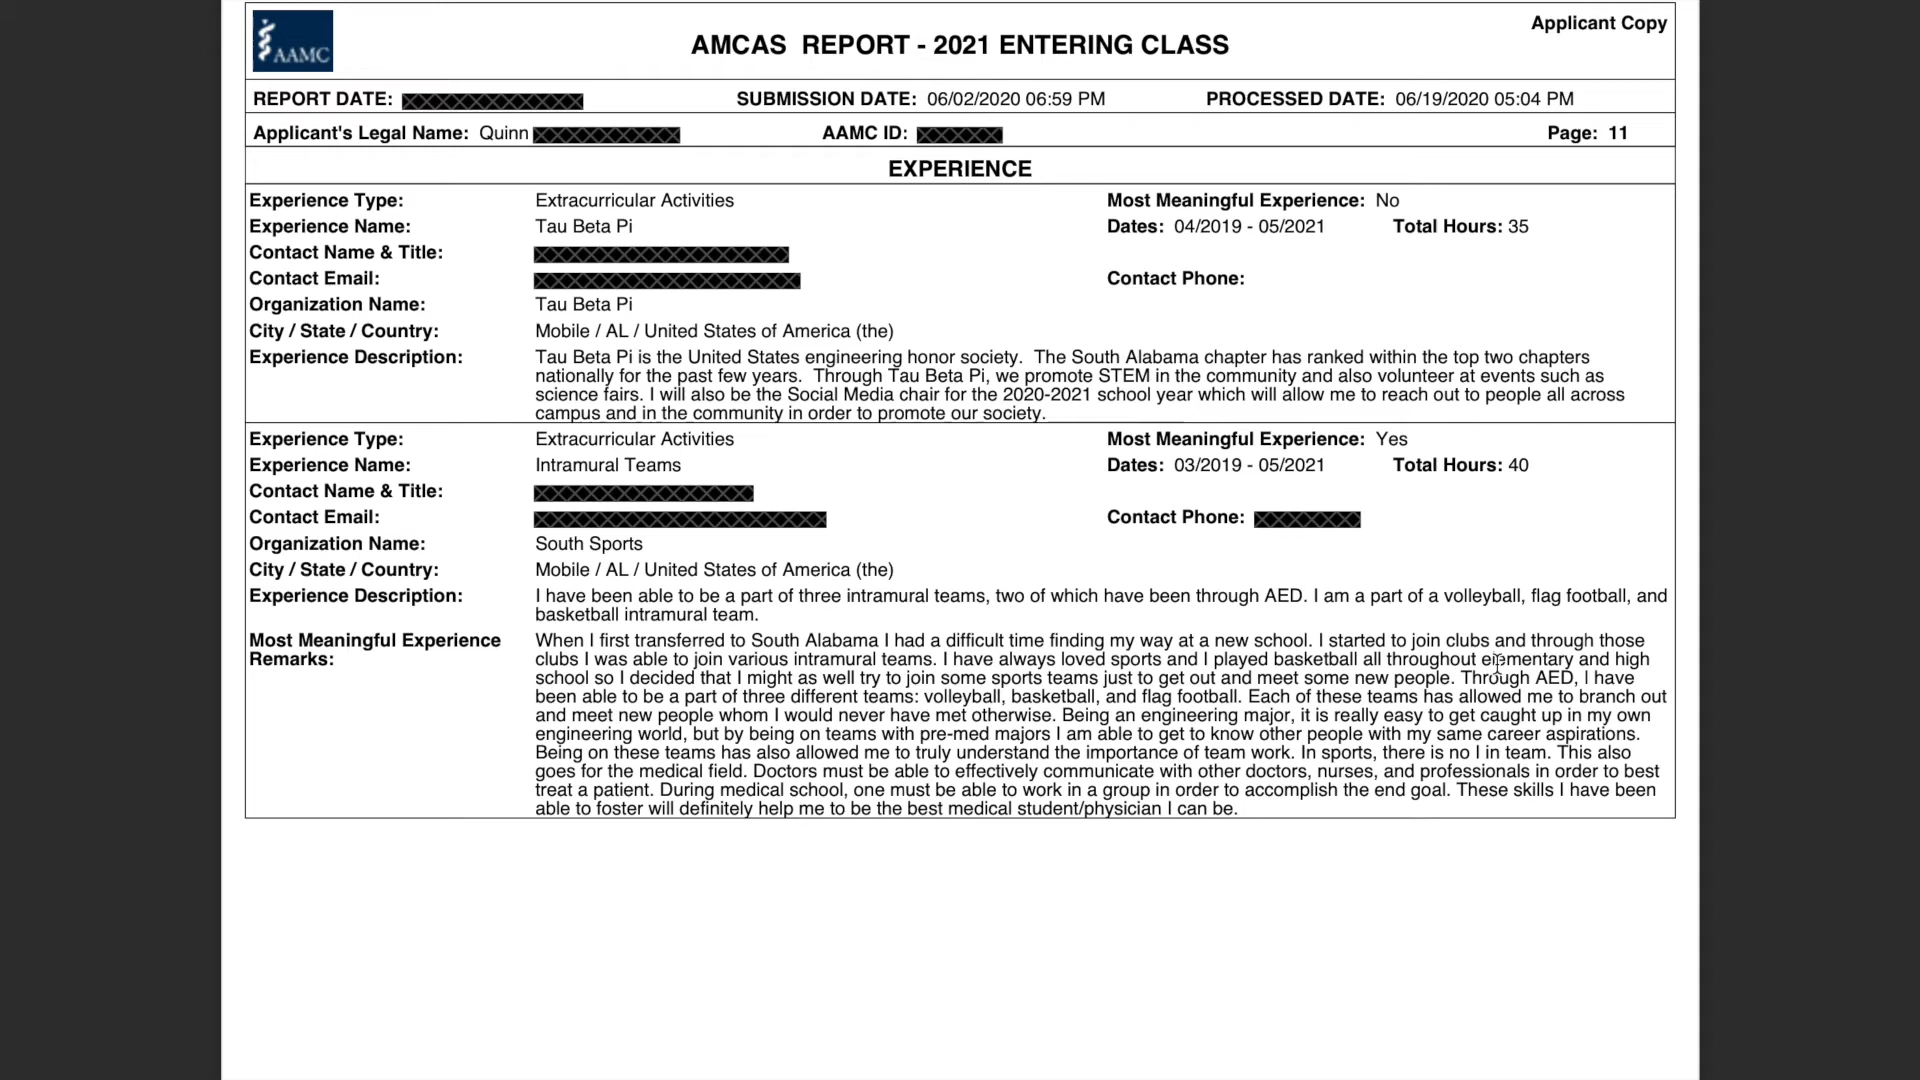 AAMC
AMCAS REPORT - 2021 ENTERING CLASS
Applicant Copy
REPORT DATE:
SUBMISSION DATE: 06/02/2020 06:59 PM
PROCESSED DATE: 06/19/2020 05:04 PM
Applicant's Legal Name: Quinn
AAMC ID:
Page: 11
EXPERIENCE
Experience Type: Extracurricular Activities Most Meaningful Experience: No
Experience Name: Tau Beta Pi Dates: 04/2019 - 05/2021 Total Hours: 35
Contact Name & Title:
Contact Email: Contact Phone:
Organization Name: Tau Beta Pi
City / State / Country: Mobile / AL / United States of America (the)
Experience Description: Tau Beta Pi is the United States engineering honor society. The South Alabama chapter has ranked within the top two chapters
nationally for the past few years. Through Tau Beta Pi, we promote STEM in the community and also volunteer at events such as
science fairs. I will also be the Social Media chair for the 2020-2021 school year which will allow me to reach out to people all across
campus and in the community in order to promote our society.
Experience Type: Extracurricular Activities Most Meaningful Experience: Yes
Experience Name: Intramural Teams Dates: 03/2019 - 05/2021 Total Hours: 40
Contact Name & Title:
Contact Email: Contact Phone:
Organization Name: South Sports
City / State / Country: Mobile / AL / United States of America (the)
Experience Description: I have been able to be a part of three intramural teams, two of which have been through AED. I am a part of a volleyball, flag football, and
basketball intramural team.
Most Meaningful Experience
Remarks:
When I first transferred to South Alabama I had a difficult time finding my way at a new school. I started to join clubs and through those
clubs I was able to join various intramural teams. I have always loved sports and I played basketball all throughout elementary and high
school so I decided that I might as well try to join some sports teams just to get out and meet some new people. Through AED, I have
been able to be a part of three different teams: volleyball, basketball, and flag football. Each of these teams has allowed me to branch out
and meet new people whom I would never have met otherwise. Being an engineering major, it is really easy to get caught up in my own
engineering world, but by being on teams with pre-med majors I am able to get to know other people with my same career aspirations.
Being on these teams has also allowed me to truly understand the importance of team work. In sports, there is no I in team. This also
goes for the medical field. Doctors must be able to effectively communicate with other doctors, nurses, and professionals in order to best
treat a patient. During medical school, one must be able to work in a group in order to accomplish the end goal. These skills I have been
able to foster will definitely help me to be the best medical student/physician I can be.